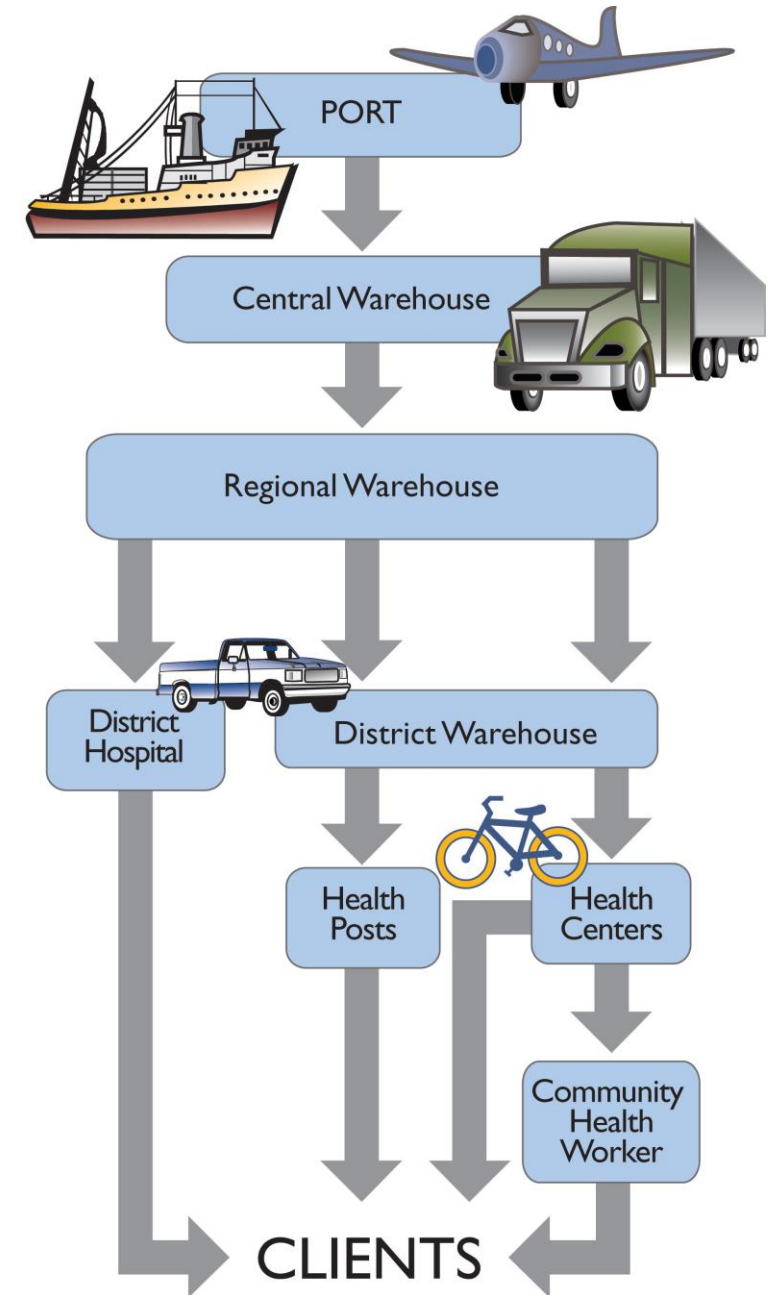 PORT
Central Warehouse
Regional Warehouse
District
Hospital
District Warehouse
Health
Posts
Health
Centers
Community
Health
Worker
CLIENTS